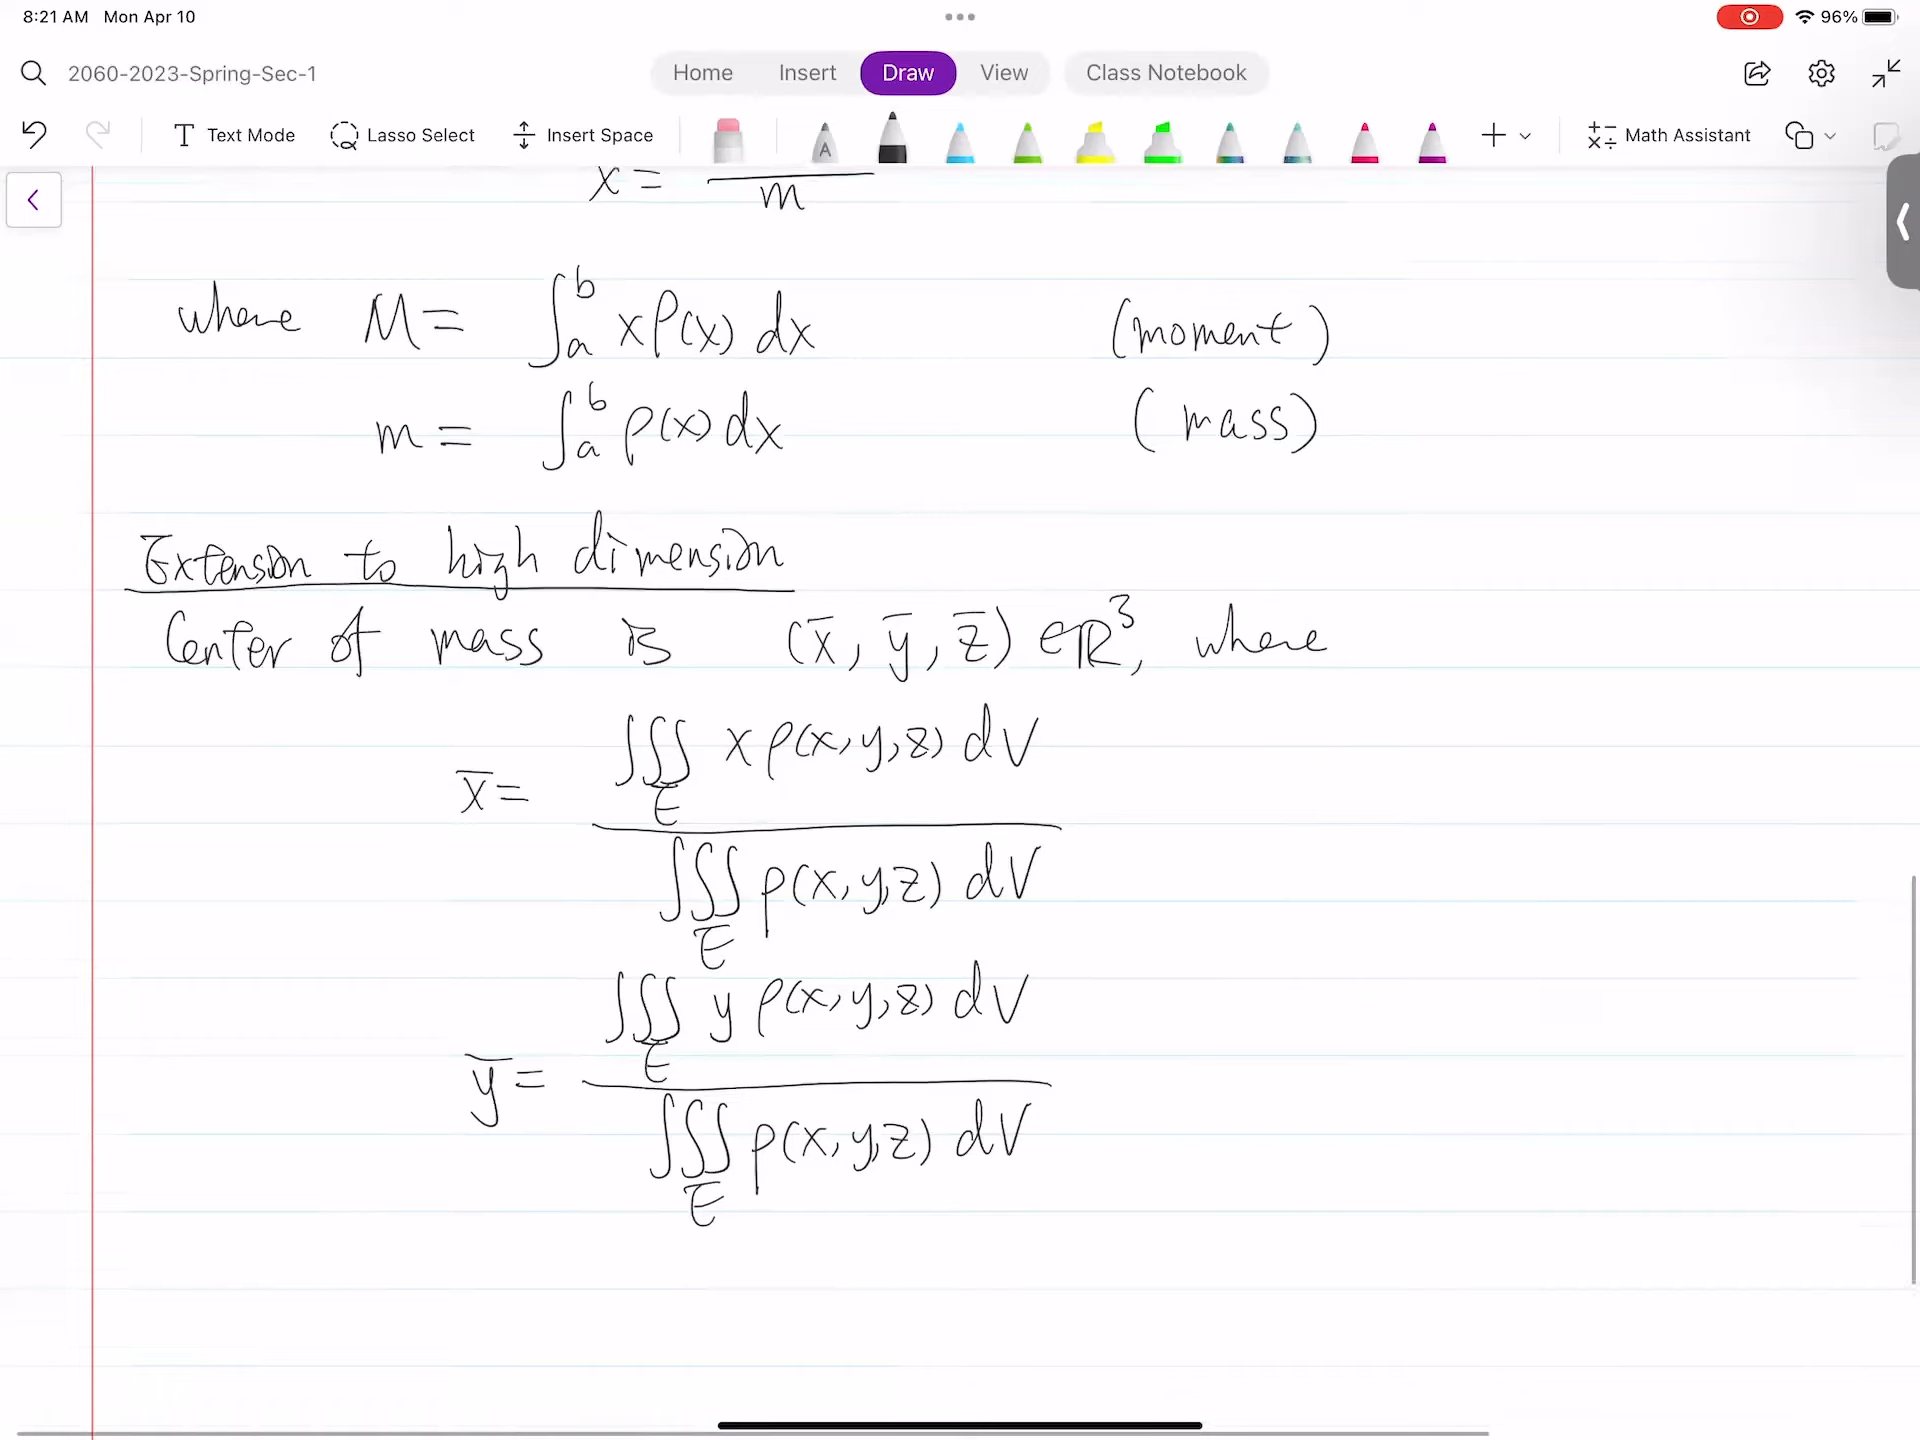 8:21 AM Mon Apr 10
96%
2060-2023-Spring-Sec-1
Home Insert Draw View Class Notebook
T Text Mode Lasso Select Insert Space A Math Assistant
x = ――
m
where M = ∫_a^b xρ(x) dx (moment)
m = ∫_a^b ρ(x) dx (mass)
Extension to high dimension
Center of mass is (x̄, ȳ, z̄) ∈ ℝ³, where
x̄ = ∭_E x ρ(x, y, z) dV
∭_E ρ(x, y, z) dV
ȳ = ∭_E y ρ(x, y, z) dV
∭_E ρ(x, y, z) dV